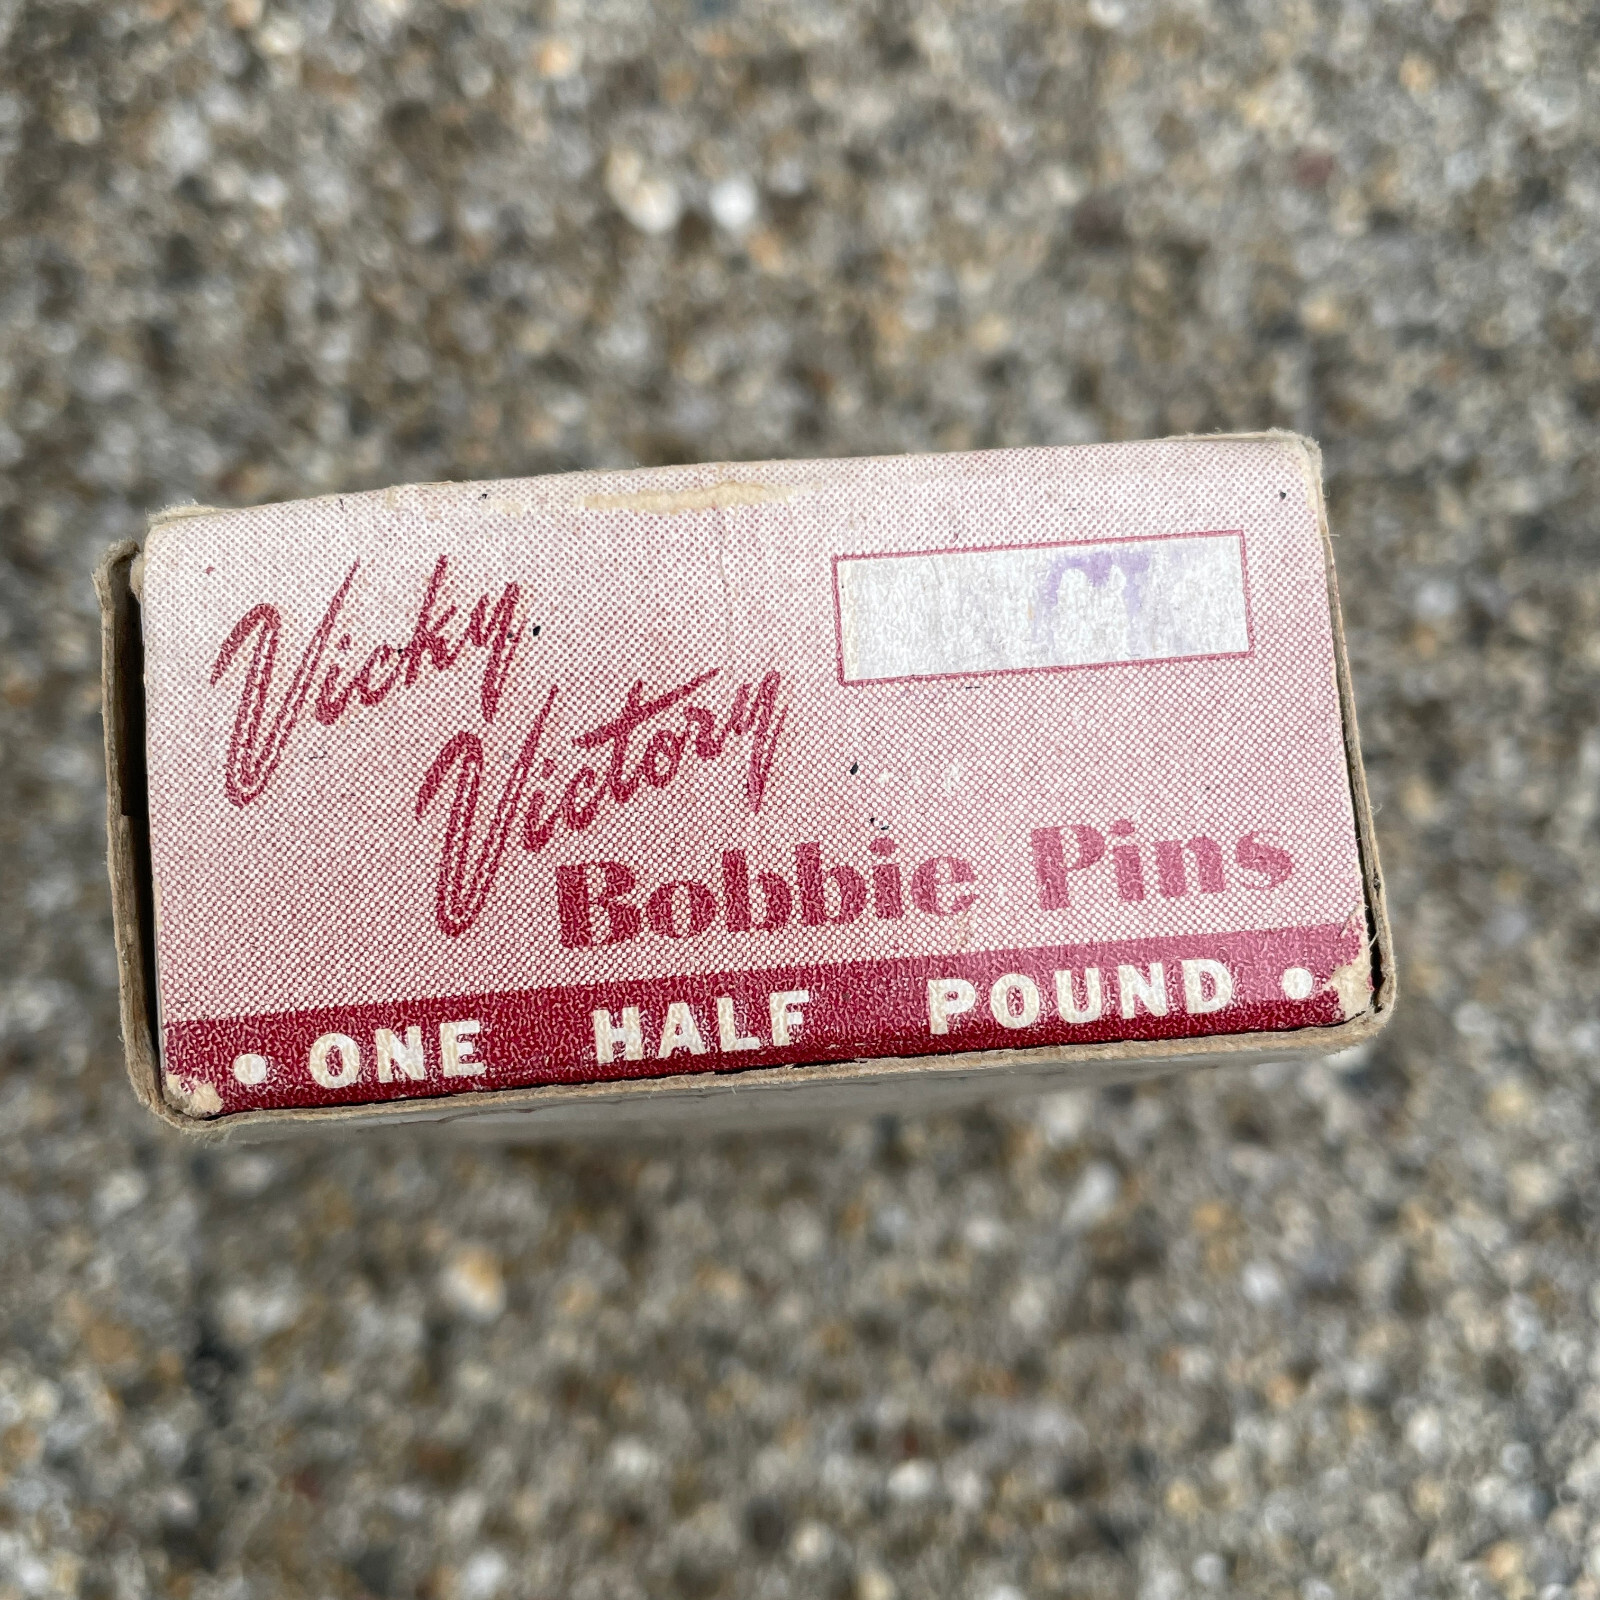 Vicky
Victory
Bobbie Pins
• ONE HALF POUND •